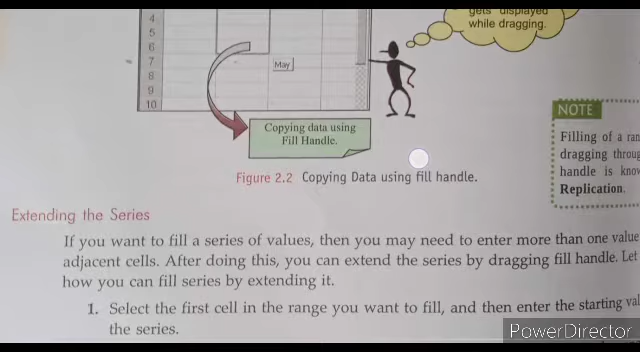 gets displayed
while dragging.
4
5
6
7
8
9
10
May
Copying data using
Fill Handle.
Figure 2.2 Copying Data using fill handle.
NOTE
Filling of a ran
dragging throug
handle is know
Replication.
Extending the Series
If you want to fill a series of values, then you may need to enter more than one value
adjacent cells. After doing this, you can extend the series by dragging fill handle. Let
how you can fill series by extending it.
1. Select the first cell in the range you want to fill, and then enter the starting val
the series.
PowerDirector